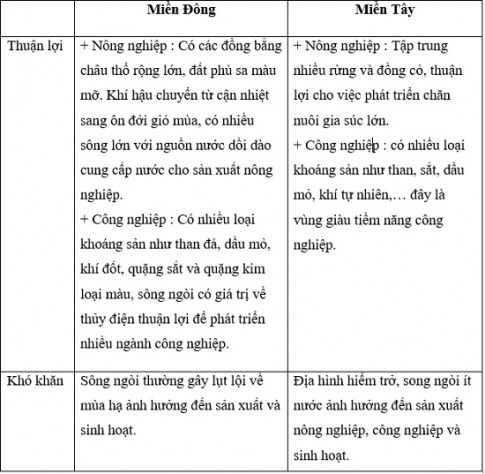 Miền Đông
Miền Tây
Thuận lợi
+ Nông nghiệp : Có các đồng bằng
châu thổ rộng lớn, đất phù sa màu
mỡ. Khí hậu chuyển từ cận nhiệt
sang ôn đới gió mùa, có nhiều
sông lớn với nguồn nước dồi dào
cung cấp nước cho sản xuất nông
nghiệp.
+ Công nghiệp : Có nhiều loại
khoáng sản như than đá, dầu mỏ,
khí đốt, quặng sắt và quặng kim
loại màu, sông ngòi có giá trị về
thủy điện thuận lợi để phát triển
nhiều ngành công nghiệp.
+ Nông nghiệp : Tập trung
nhiều rừng và đồng cỏ, thuận
lợi cho việc phát triển chăn
nuôi gia súc lớn.
+ Công nghiệp : có nhiều loại
khoáng sản như than, sắt, dầu
mỏ, khí tự nhiên,… đây là
vùng giàu tiềm năng công
nghiệp.
Khó khăn
Sông ngòi thường gây lụt lội về
mùa hạ ảnh hưởng đến sản xuất và
sinh hoạt.
Địa hình hiểm trở, song ngòi ít
nước ảnh hưởng đến sản xuất
nông nghiệp, công nghiệp và
sinh hoạt.